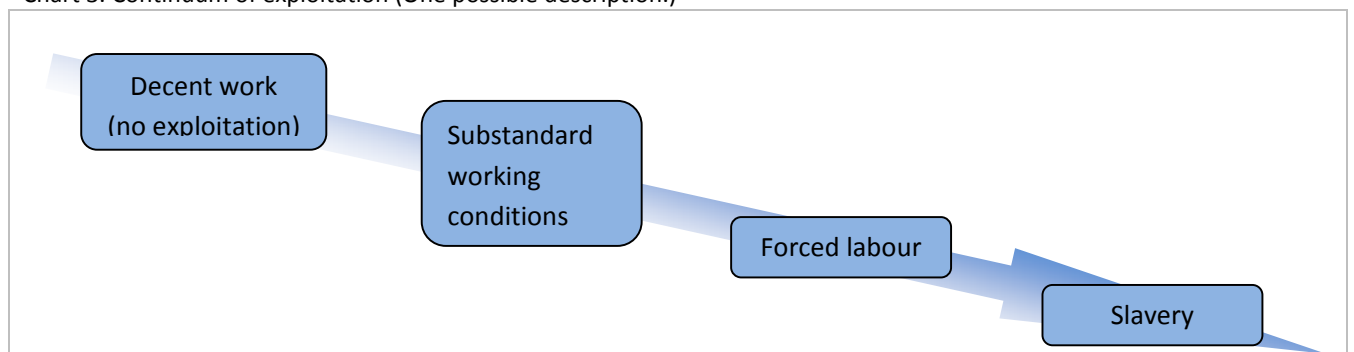 Chart 3: Continuum of exploitation (One possible description.)
Decent work
(no exploitation)
Substandard
working
conditions
Forced labour
Slavery